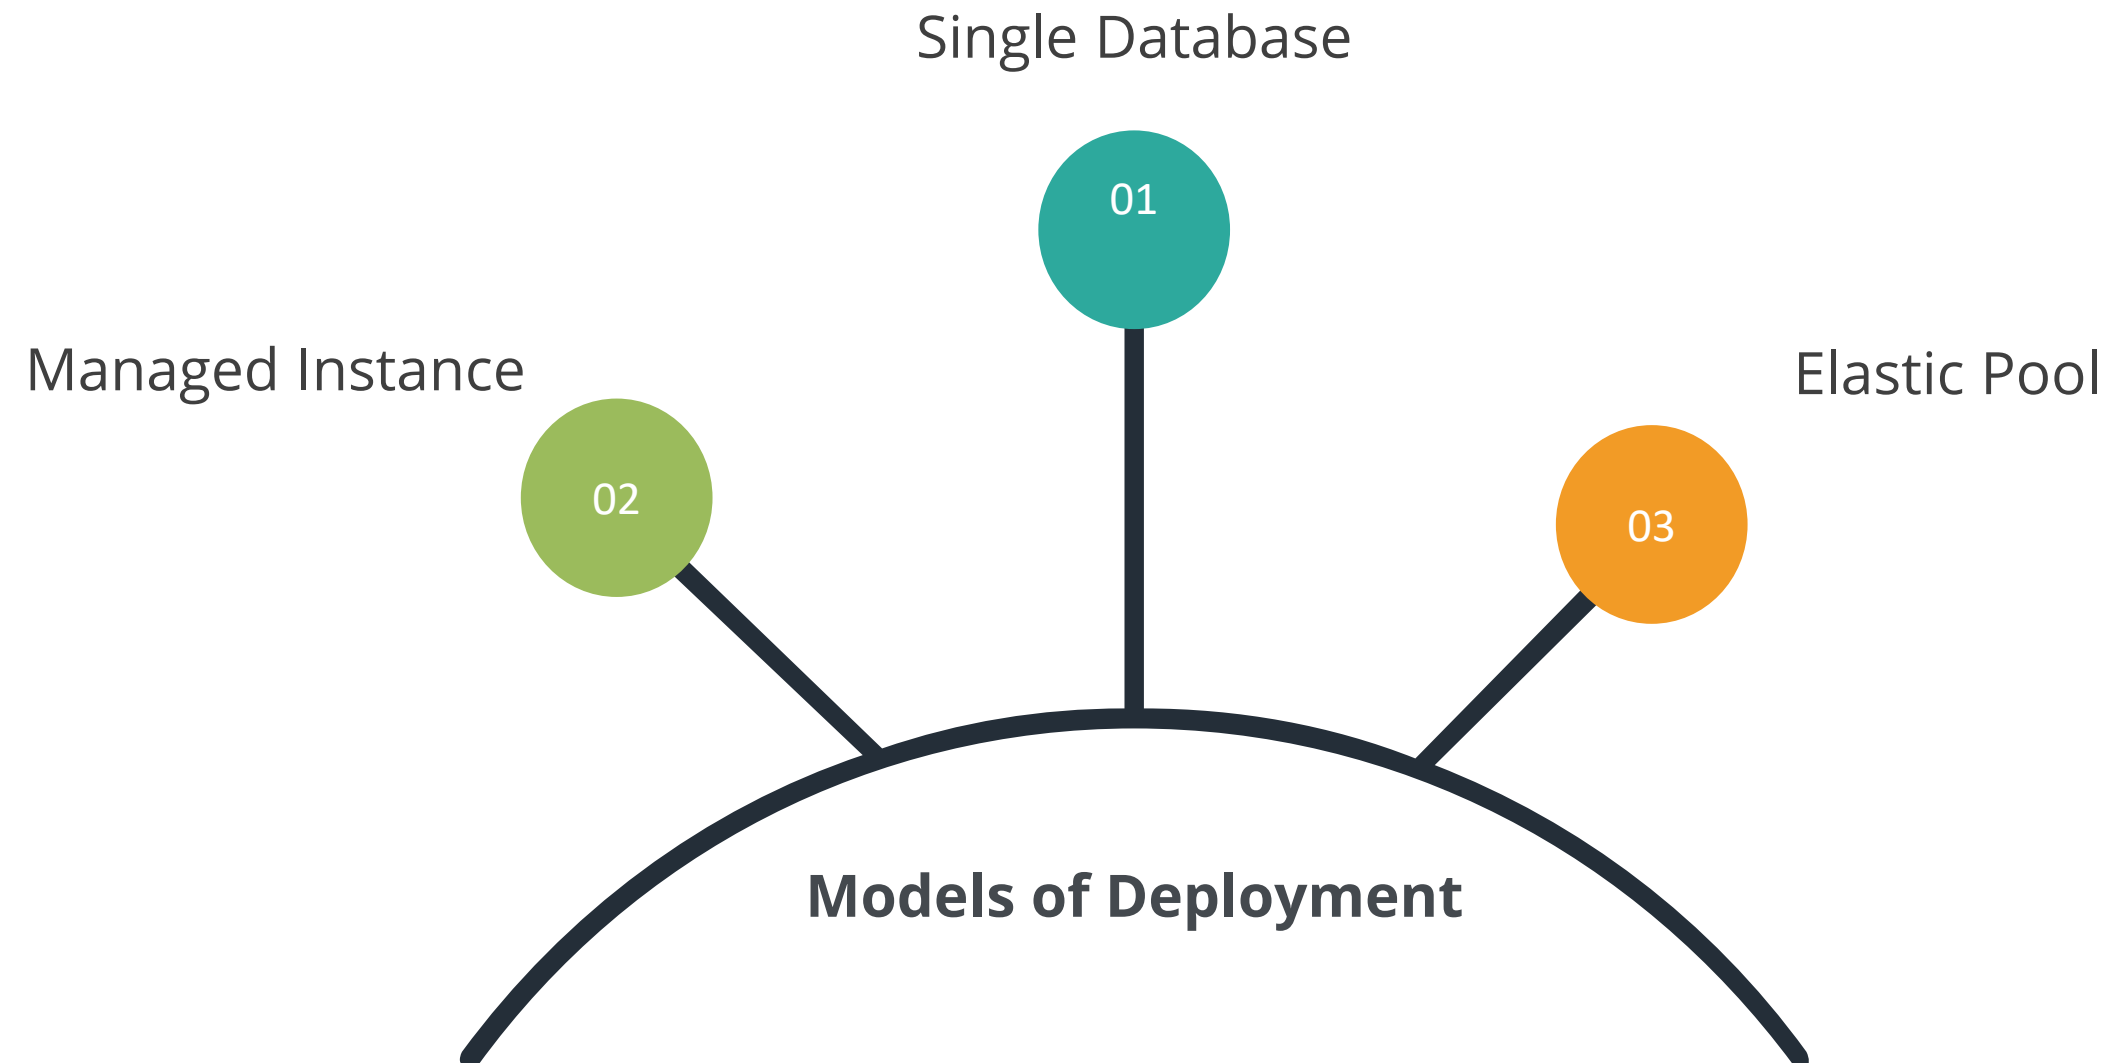 Single Database
01
Managed Instance
02
Elastic Pool
03
Models of Deployment